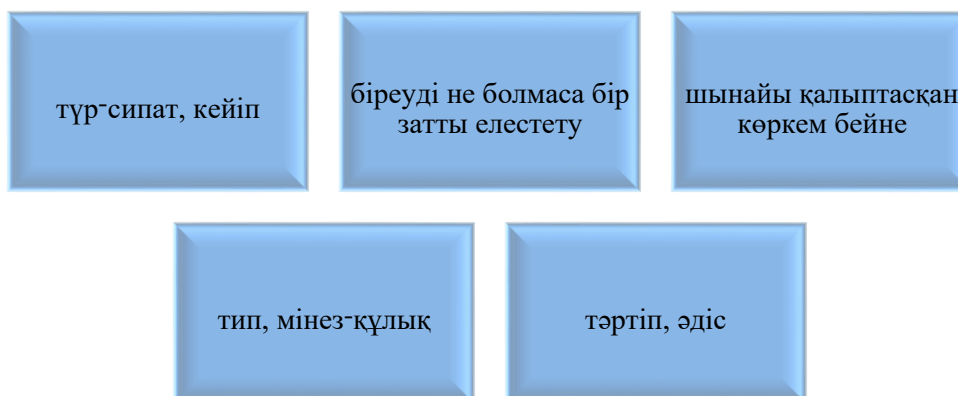 түр-сипат, кейіп
біреуді не болмаса бір
затты елестету
шынайы қалыптасқан
көркем бейне
тип, мінез-құлық
тәртіп, әдіс